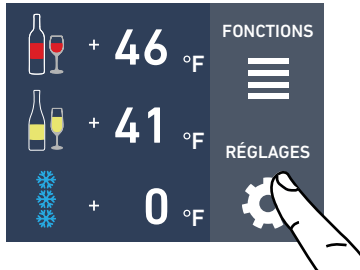 + 46 °F
FONCTIONS
+ 41 °F
RÉGLAGES
+ 0 °F